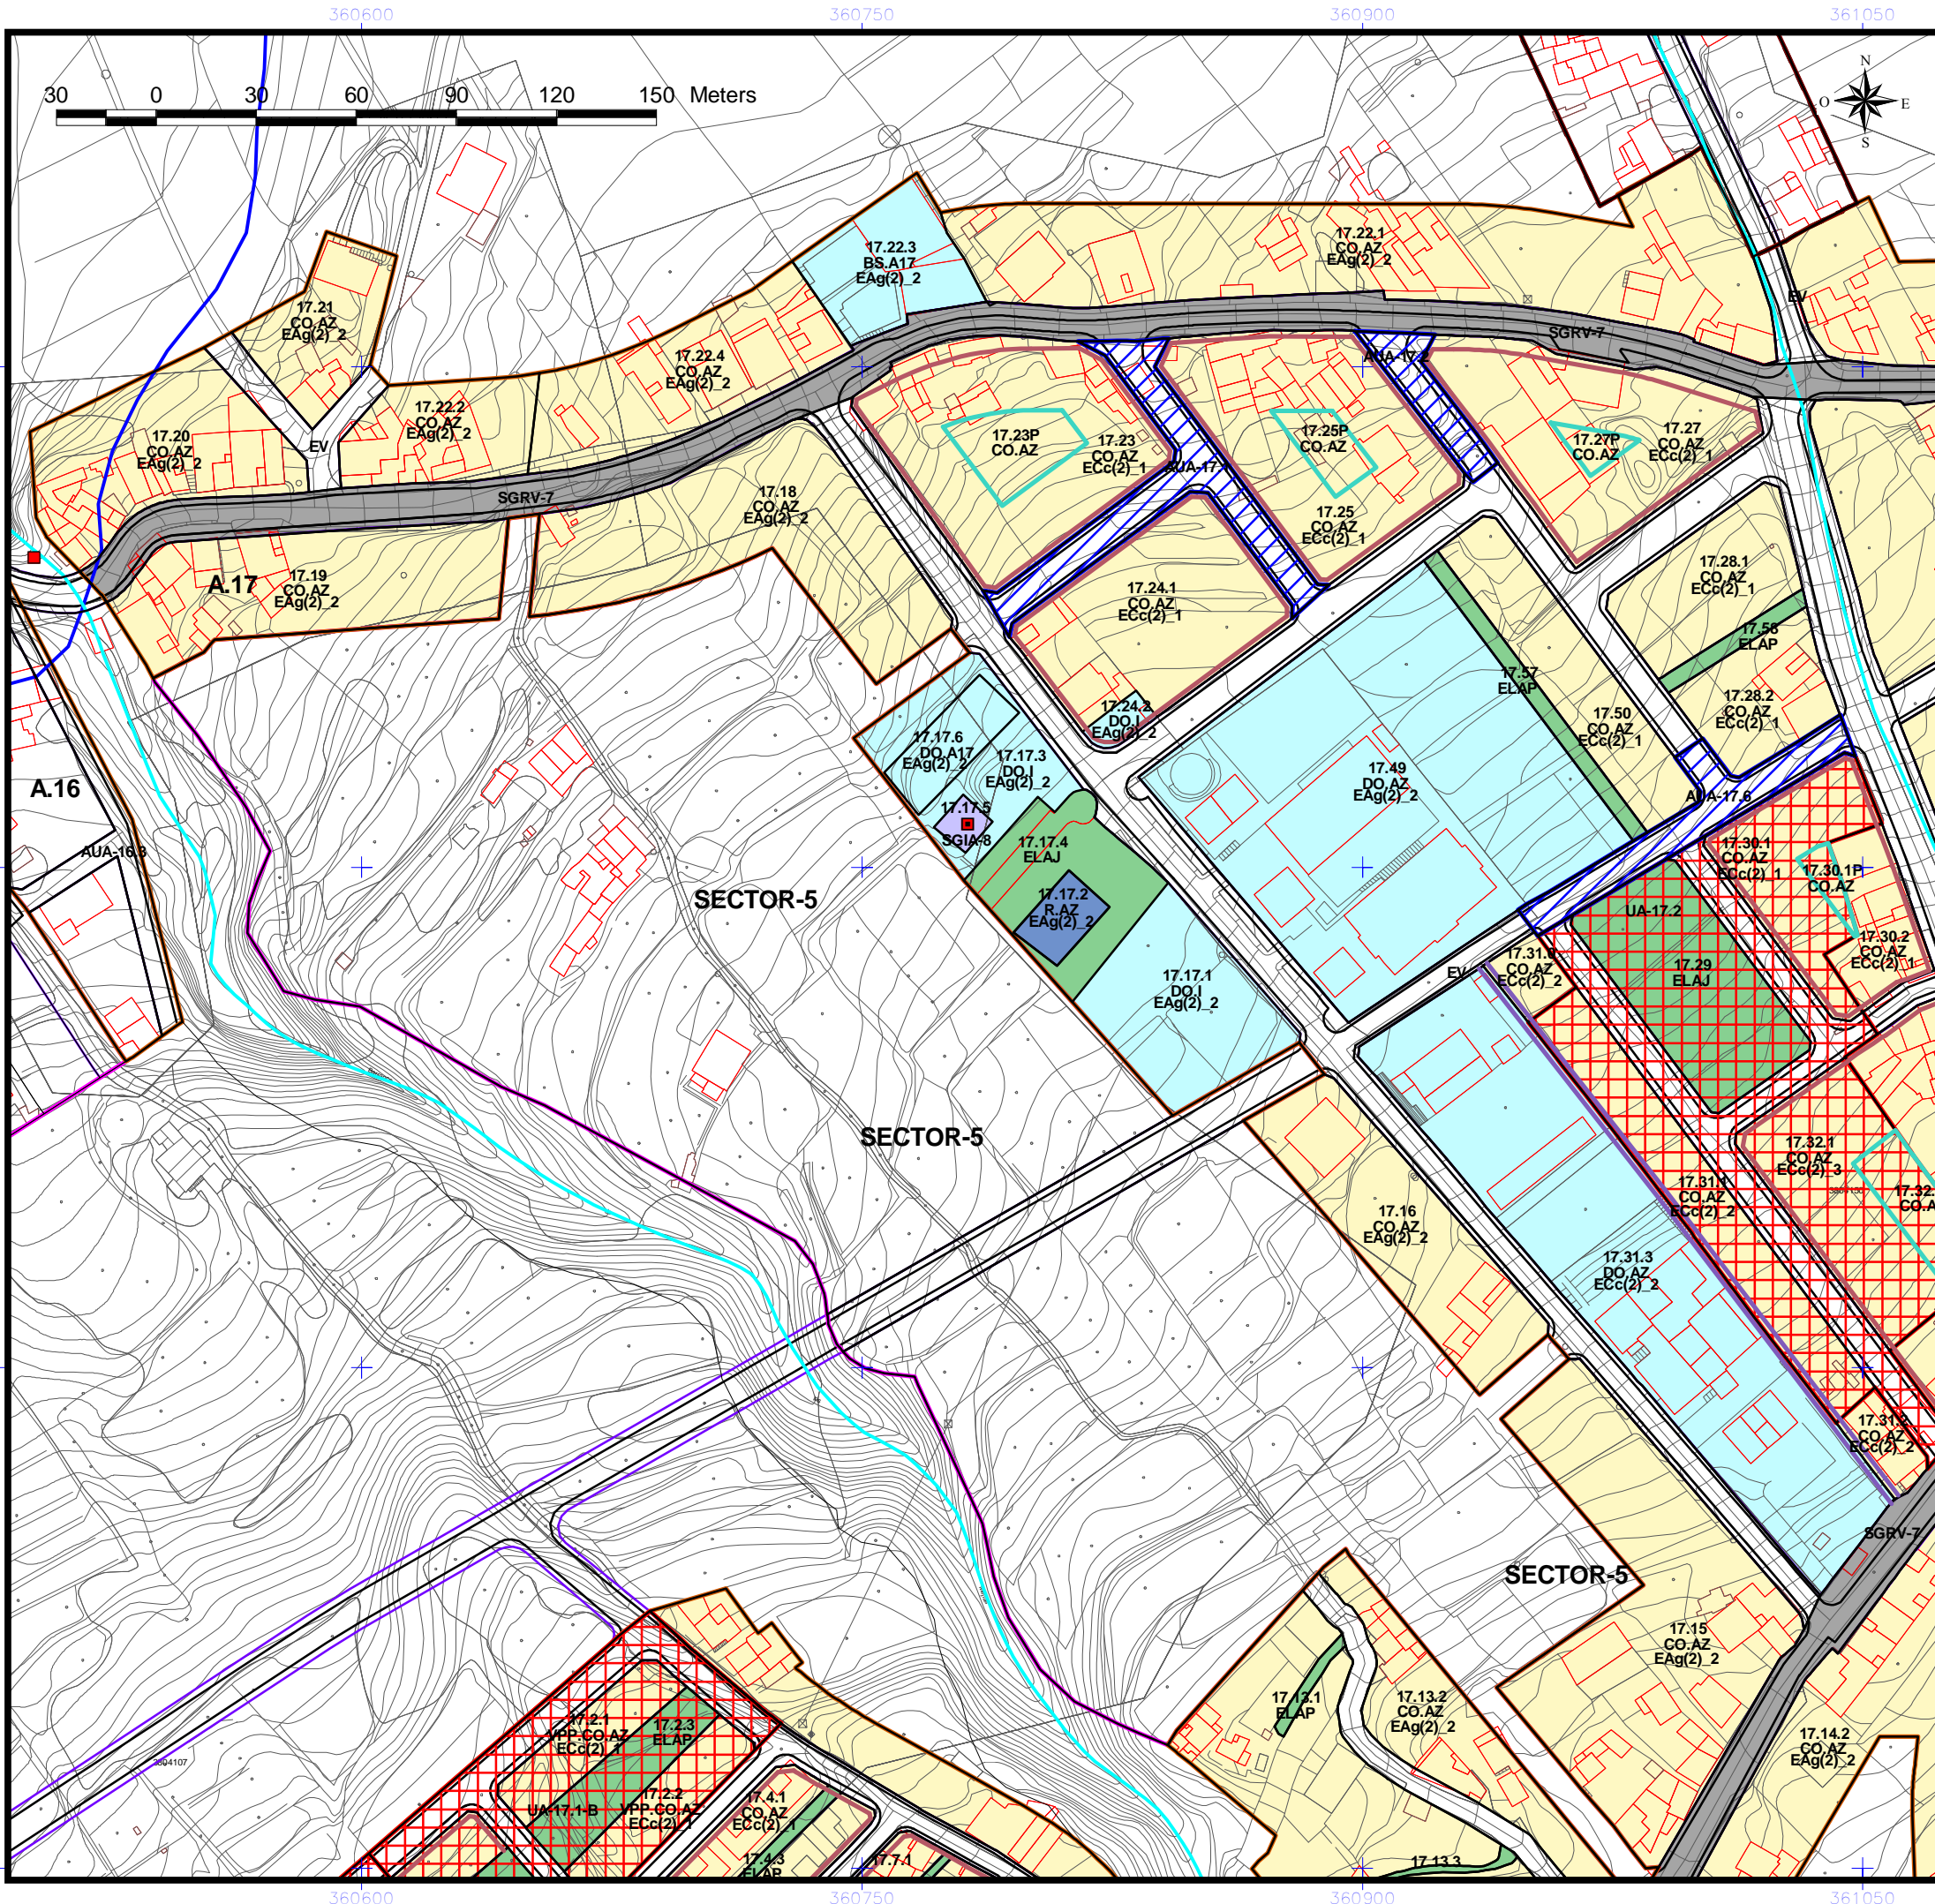 360600 360750 360900 361050
30 0 30 60 90 120 150 Meters
N
O E
S
17.22.3
BS.A17
EAg(2)_2
17.22.1
CO.AZ
EAg(2)_2
EV
17.21
CO.AZ
EAg(2)_2
SGRV-7
17.22.4
CO.AZ
EAg(2)_2
AUA-17.2
17.22.2
CO.AZ
EAg(2)_2
17.20
CO.AZ
EAg(2)_2
EV
17.23P
CO.AZ
17.23
CO.AZ
ECc(2)_1
17.25P
CO.AZ
17.27P
CO.AZ
17.27
CO.AZ
ECc(2)_1
SGRV-7
17.18
CO.AZ
EAg(2)_2
17.25
CO.AZ
ECc(2)_1
A.17
17.19
CO.AZ
EAg(2)_2
17.24.1
CO.AZ
ECc(2)_1
17.28.1
CO.AZ
ECc(2)_1
17.58
ELAP
17.57
ELAP
17.28.2
CO.AZ
ECc(2)_1
17.24.2
DO.I
EAg(2)_2
17.50
CO.AZ
ECc(2)_1
17.17.6
DO.A17
EAg(2)_2
17.17.3
DO.I
EAg(2)_2
17.49
DO.AZ
EAg(2)_2
A.16
AUA-17.6
17.17.5
SGIA-8
17.17.4
ELAJ
AUA-16.3
17.30.1
CO.AZ
ECc(2)_1
17.30.1P
CO.AZ
SECTOR-5
17.17.2
R.AZ
EAg(2)_2
UA-17.2
17.30.2
CO.AZ
ECc(2)_1
CO.AZ
ECc(2)_2
EV
17.29
ELAJ
17.17.1
DO.I
EAg(2)_2
SECTOR-5
17.32.1
CO.AZ
ECc(2)_3
17.31.1
CO.AZ
ECc(2)_2
17.32.
CO.A
17.16
CO.AZ
EAg(2)_2
17.31.3
DO.AZ
ECc(2)_2
17.31.2
CO.AZ
ECc(2)_2
SGRV-7
SECTOR-5
17.15
CO.AZ
EAg(2)_2
17.13.1
ELAP
17.13.2
CO.AZ
EAg(2)_2
17.2.1
VPP.CO.AZ
ECc(2)_1
17.2.3
ELAP
17.14.2
CO.AZ
EAg(2)_2
3804107
17.2.2
VPP.CO.AZ
ECc(2)_1
UA-17.1-B
17.4.1
CO.AZ
ECc(2)_1
17.4.3
ELAP
17.7.1
17.13.3
360600 360750 360900 361050